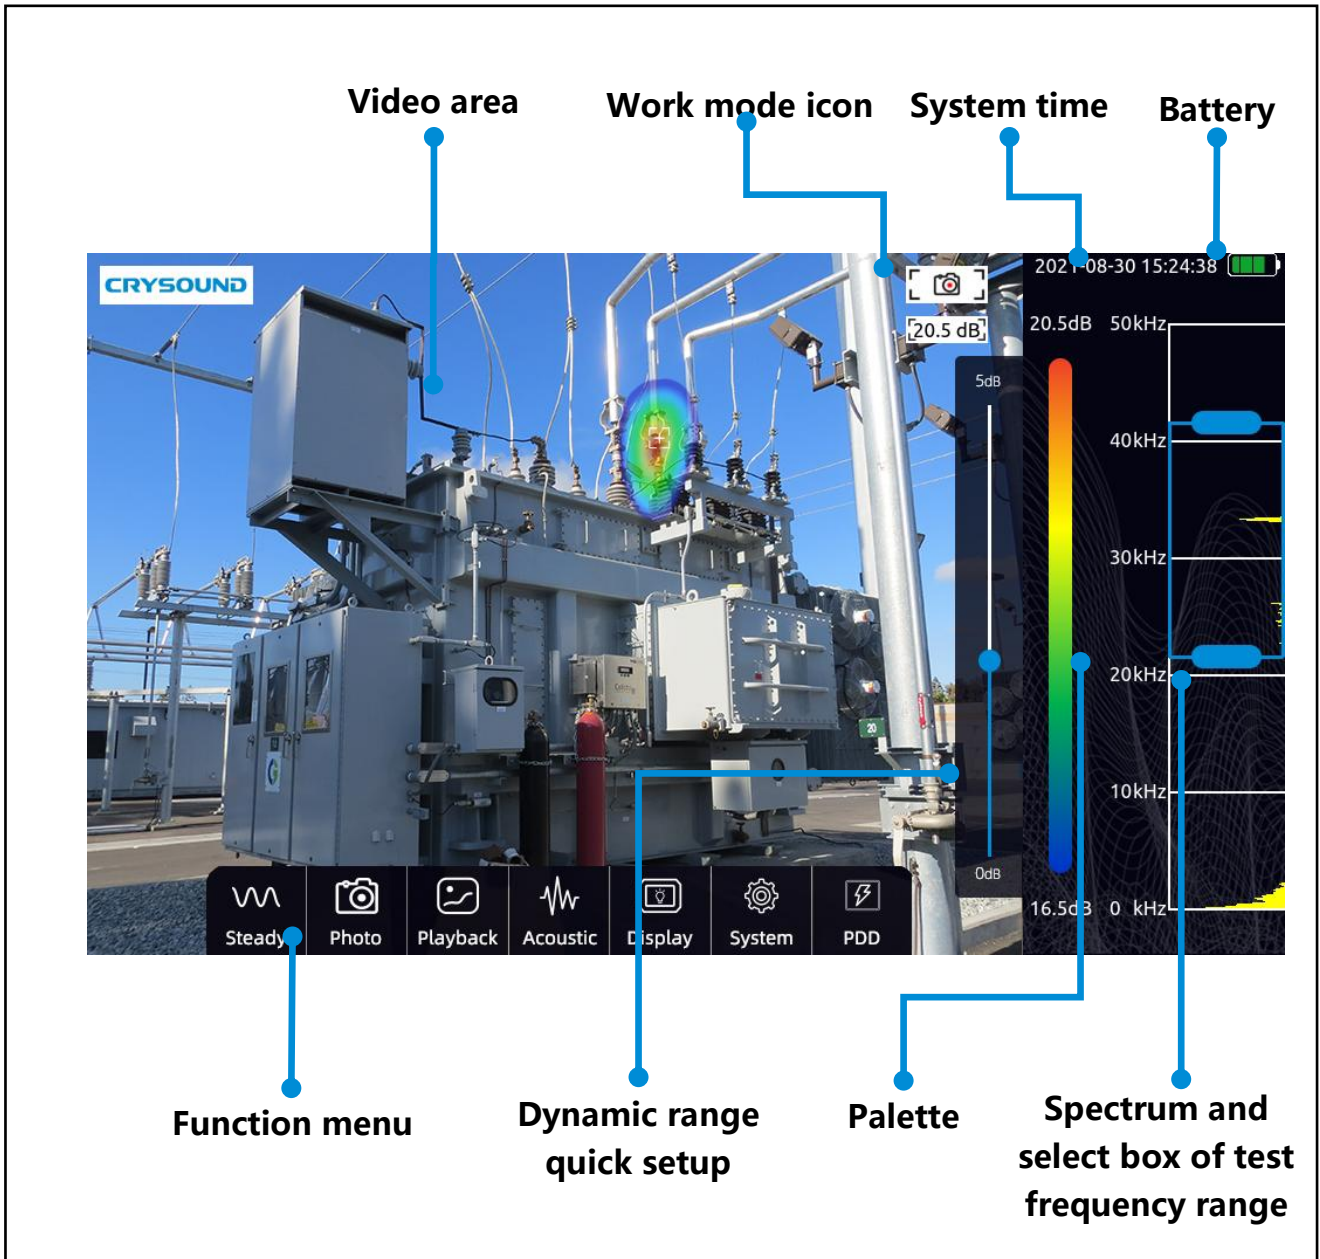 Video area
Work mode icon
System time
Battery
CRYSOUND
2021-08-30 15:24:38
20.5 dB
20.5dB
50kHz
5dB
40kHz
30kHz
20kHz
20
10kHz
0dB
16.5dB
0 kHz
Steady
Photo
Playback
Acoustic
Display
System
PDD
Function menu
Dynamic range
quick setup
Palette
Spectrum and
select box of test
frequency range